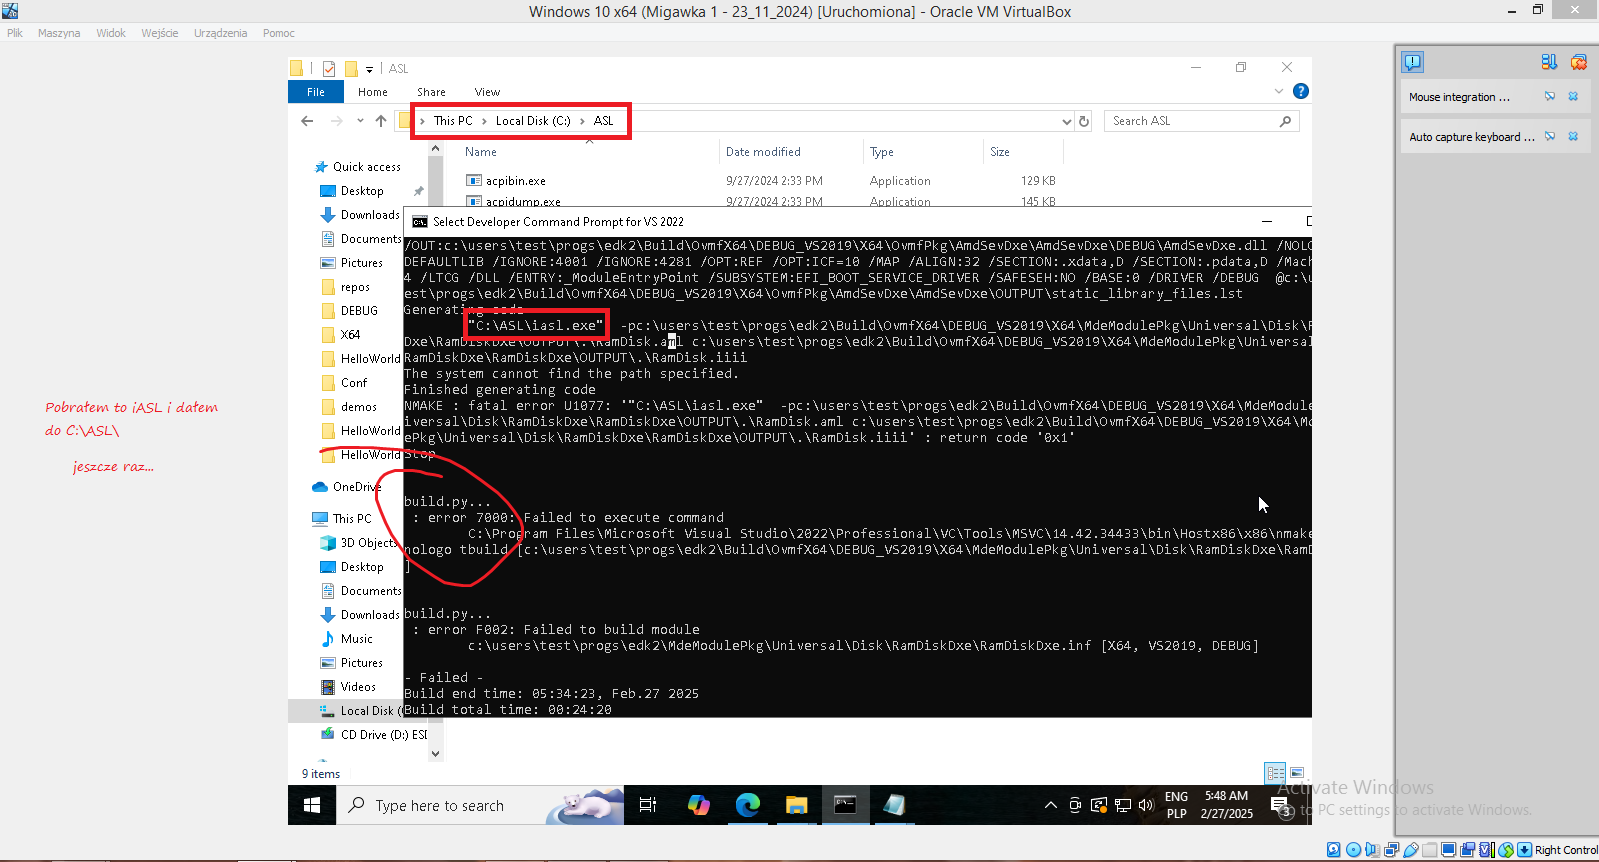 Windows 10 x64 (Migawka 1 - 23_11_2024) [Uruchomiona] - Oracle VM VirtualBox
Plik Maszyna Widok Wejście Urządzenia Pomoc
ASL
File Home Share View
This PC > Local Disk (C:) > ASL
Search ASL
Name Date modified Type Size
acpibin.exe 9/27/2024 2:33 PM Application 129 KB
acpidump.exe 9/27/2024 2:33 PM Application 145 KB
Quick access
Desktop
Downloads
Documents
Pictures
repos
DEBUG
X64
HelloWorld
Conf
demos
HelloWorld
HelloWorld
OneDrive
This PC
3D Objects
Desktop
Documents
Downloads
Music
Pictures
Videos
Local Disk (
CD Drive (D:) ESD
9 items
Select Developer Command Prompt for VS 2022
/OUT:c:\users\test\progs\edk2\Build\OvmfX64\DEBUG_VS2019\X64\OvmfPkg\AmdSevDxe\AmdSevDxe\DEBUG\AmdSevDxe.dll /NOLO
DEFAULTLIB /IGNORE:4001 /IGNORE:4281 /OPT:REF /OPT:ICF=10 /MAP /ALIGN:32 /SECTION:.xdata,D /SECTION:.pdata,D /Mach
4 /LTCG /DLL /ENTRY:_ModuleEntryPoint /SUBSYSTEM:EFI_BOOT_SERVICE_DRIVER /SAFESEH:NO /BASE:0 /DRIVER /DEBUG @c:\u
est\progs\edk2\Build\OvmfX64\DEBUG_VS2019\X64\OvmfPkg\AmdSevDxe\AmdSevDxe\OUTPUT\static_library_files.lst
Generating code
"C:\ASL\iasl.exe" -pc:\users\test\progs\edk2\Build\OvmfX64\DEBUG_VS2019\X64\MdeModulePkg\Universal\Disk\R
Dxe\RamDiskDxe\OUTPUT\.\RamDisk.aml c:\users\test\progs\edk2\Build\OvmfX64\DEBUG_VS2019\X64\MdeModulePkg\Universal
RamDiskDxe\RamDiskDxe\OUTPUT\.\RamDisk.iiii
The system cannot find the path specified.
Finished generating code
NMAKE : fatal error U1077: '"C:\ASL\iasl.exe" -pc:\users\test\progs\edk2\Build\OvmfX64\DEBUG_VS2019\X64\MdeModule
iversal\Disk\RamDiskDxe\RamDiskDxe\OUTPUT\.\RamDisk.aml c:\users\test\progs\edk2\Build\OvmfX64\DEBUG_VS2019\X64\Md
ePkg\Universal\Disk\RamDiskDxe\RamDiskDxe\OUTPUT\.\RamDisk.iiii' : return code '0x1'
Stop.
build.py...
: error 7000: Failed to execute command
C:\Program Files\Microsoft Visual Studio\2022\Professional\VC\Tools\MSVC\14.42.34433\bin\Hostx86\x86\nmake
nologo tbuild [c:\users\test\progs\edk2\Build\OvmfX64\DEBUG_VS2019\X64\MdeModulePkg\Universal\Disk\RamDiskDxe\RamD
]
build.py...
: error F002: Failed to build module
c:\users\test\progs\edk2\MdeModulePkg\Universal\Disk\RamDiskDxe\RamDiskDxe.inf [X64, VS2019, DEBUG]
- Failed -
Build end time: 05:34:23, Feb.27 2025
Build total time: 00:24:20
Pobrałem to iASL i dałem
do C:\ASL\
jeszcze raz...
Mouse integration ...
Auto capture keyboard ...
Type here to search
ENG
PLP
5:48 AM
2/27/2025
3
Activate Windows
to PC settings to activate Windows.
Right Control